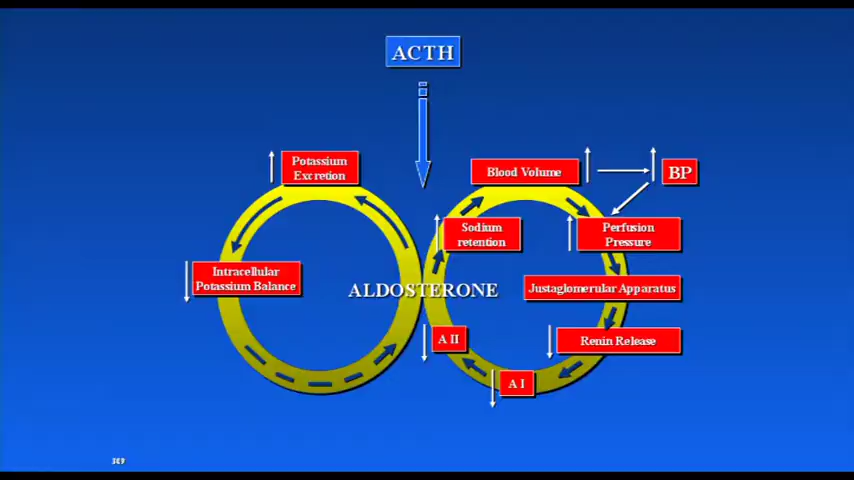 ACTH
Potassium
Excretion
Blood Volume
BP
Sodium
retention
Perfusion
Pressure
Intracellular
Potassium Balance
ALDOSTERONE
Justaglomerular Apparatus
A II
Renin Release
A I